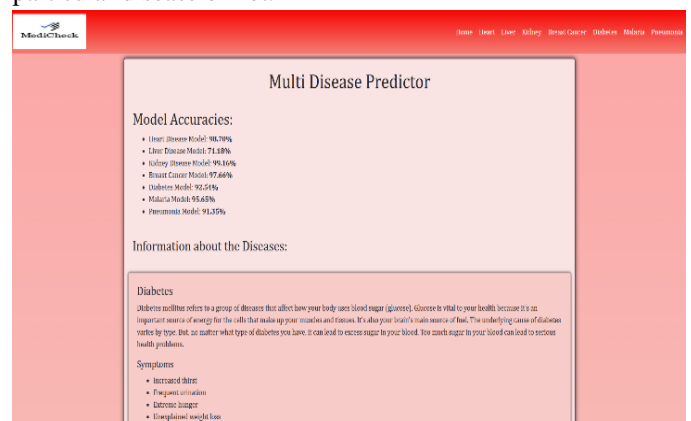 MediCheck
Home Heart Liver Kidney Breast Cancer Diabetes Malaria Pneumonia
Multi Disease Predictor
Model Accuracies:
Heart Disease Model: 98.70%
Liver Disease Model: 71.18%
Kidney Disease Model: 99.16%
Breast Cancer Model: 97.66%
Diabetes Model: 92.54%
Malaria Model: 95.65%
Pneumonia Model: 91.35%
Information about the Diseases:
Diabetes
Diabetes mellitus refers to a group of diseases that affect how your body uses blood sugar (glucose). Glucose is vital to your health because it's an
important source of energy for the cells that make up your muscles and tissues. It's also your brain's main source of fuel. The underlying cause of diabetes
varies by type. But, no matter what type of diabetes you have, it can lead to excess sugar in your blood. Too much sugar in your blood can lead to serious
health problems.
Symptoms
Increased thirst
Frequent urination
Extreme hunger
Unexplained weight loss